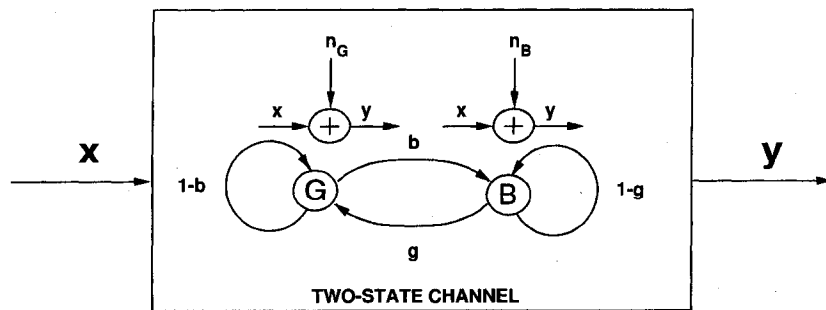 n_G n_B
x y x y
+ +
b
x y
1-b G B 1-g
g
TWO-STATE CHANNEL